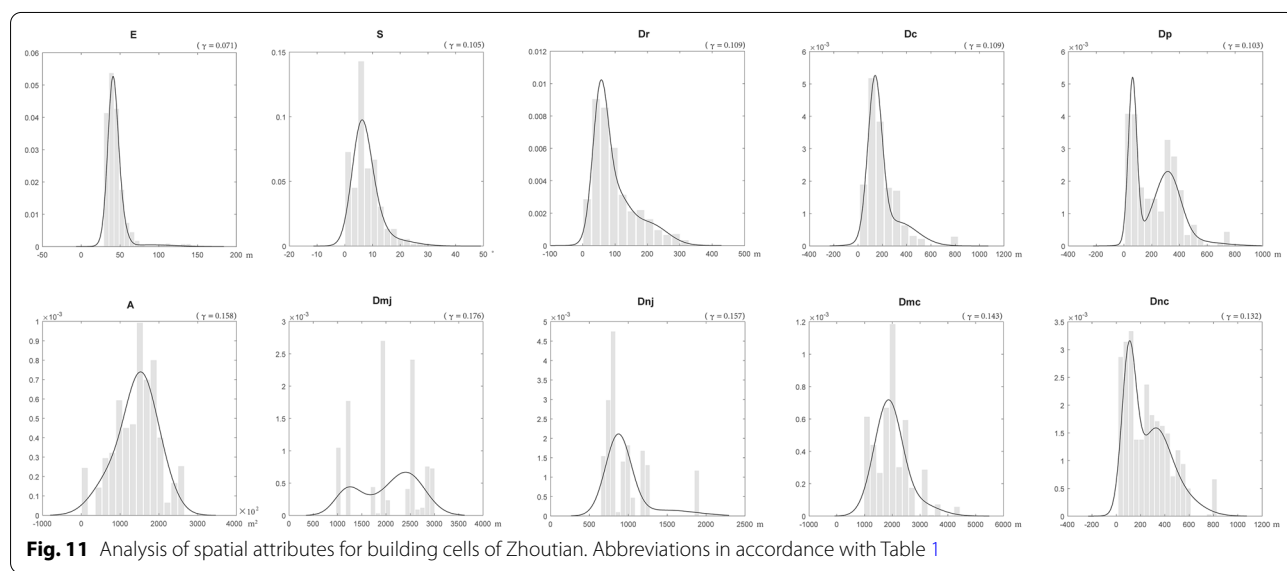 E
( γ = 0.071)
0.06
0.05
0.04
0.03
0.02
0.01
0
-50 0 50 100 150 200 m
S
( γ = 0.105)
0.15
0.1
0.05
0
-20 -10 0 10 20 30 40 50 °
Dr
( γ = 0.109)
0.012
0.01
0.008
0.006
0.004
0.002
0
-100 0 100 200 300 400 500 m
Dc
( γ = 0.109)
×10⁻³
6
5
4
3
2
1
0
-400 -200 0 200 400 600 800 1000 1200 m
Dp
( γ = 0.103)
×10⁻³
6
5
4
3
2
1
0
-400 -200 0 200 400 600 800 1000 m
A
( γ = 0.158)
×10⁻³
1
0.9
0.8
0.7
0.6
0.5
0.4
0.3
0.2
0.1
0
-1000 0 1000 2000 3000 4000 m²
Dmj
( γ = 0.176)
×10⁻³
3
2.5
2
1.5
1
0.5
0
0 500 1000 1500 2000 2500 3000 3500 4000 m
Dnj
( γ = 0.157)
×10⁻³
5
4.5
4
3.5
3
2.5
2
1.5
1
0.5
0
0 500 1000 1500 2000 2500 m
Dmc
( γ = 0.143)
×10⁻³
1.2
1
0.8
0.6
0.4
0.2
0
-1000 0 1000 2000 3000 4000 5000 6000 m
Dnc
( γ = 0.132)
×10⁻³
3.5
3
2.5
2
1.5
1
0.5
0
-400 -200 0 200 400 600 800 1000 1200 m
Fig. 11 Analysis of spatial attributes for building cells of Zhoutian. Abbreviations in accordance with Table 1